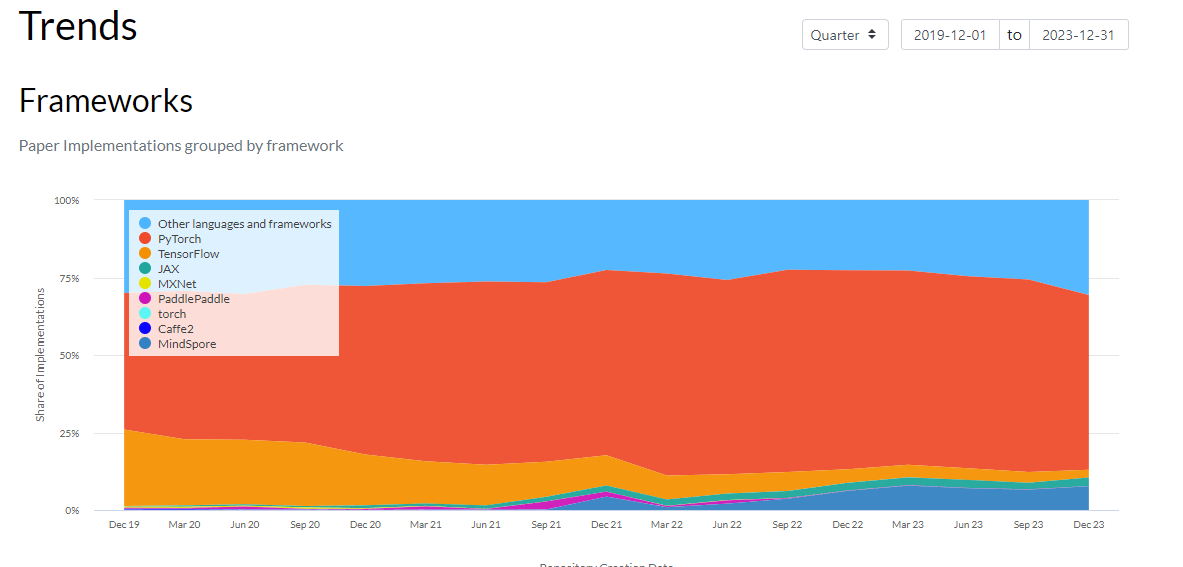 Trends
Quarter 2019-12-01 to 2023-12-31
Frameworks
Paper Implementations grouped by framework
100%
75%
50%
25%
0%
Share of Implementations
Other languages and frameworks
PyTorch
TensorFlow
JAX
MXNet
PaddlePaddle
torch
Caffe2
MindSpore
Dec 19 Mar 20 Jun 20 Sep 20 Dec 20 Mar 21 Jun 21 Sep 21 Dec 21 Mar 22 Jun 22 Sep 22 Dec 22 Mar 23 Jun 23 Sep 23 Dec 23
Repository Creation Date